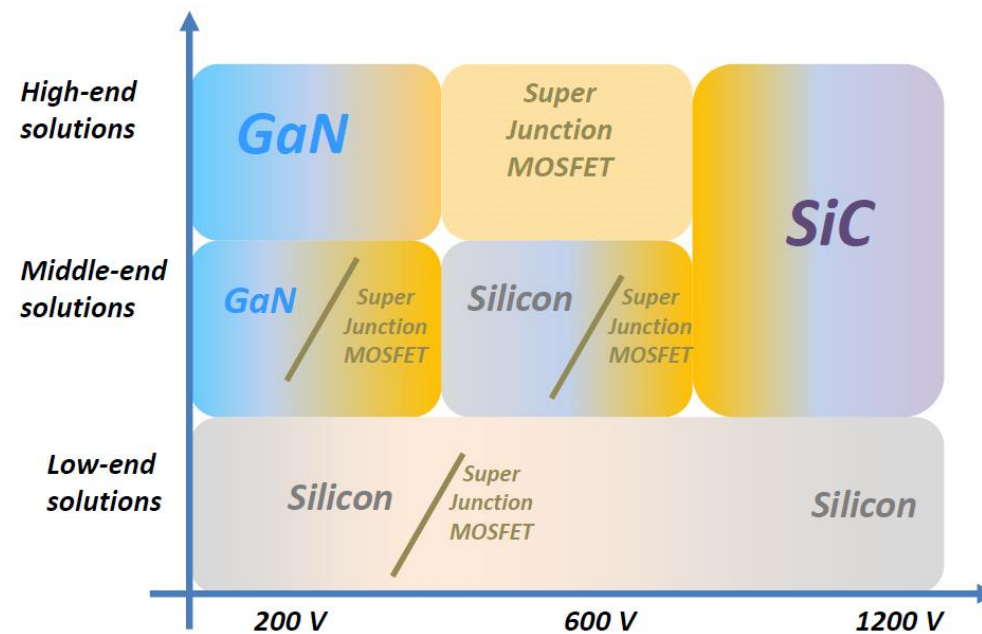 High-end
solutions
GaN
Super
Junction
MOSFET
SiC
Middle-end
solutions
GaN
Super
Junction
MOSFET
Silicon
Super
Junction
MOSFET
Low-end
solutions
Silicon
Super
Junction
MOSFET
Silicon
200 V
600 V
1200 V